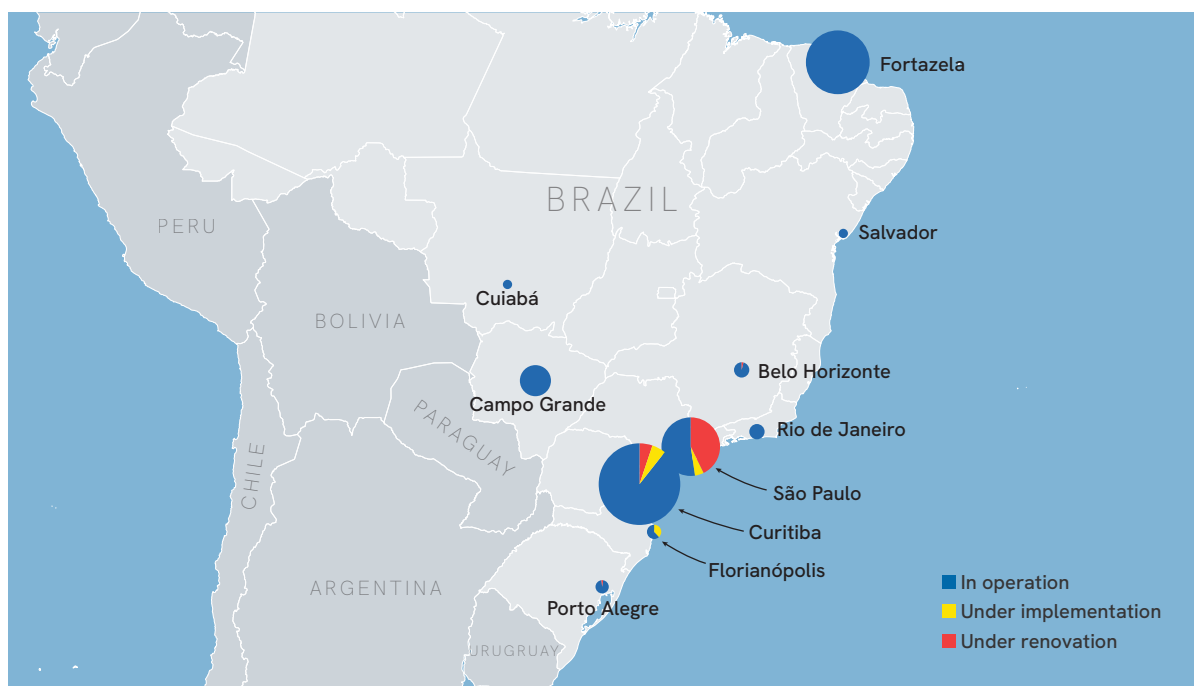 Fortazela
BRAZIL
PERU
Salvador
Cuiabá
BOLIVIA
Belo Horizonte
Campo Grande
PARAGUAY
Rio de Janeiro
CHILE
São Paulo
Curitiba
Florianópolis
In operation
ARGENTINA
Porto Alegre
Under implementation
Under renovation
URUGRUAY